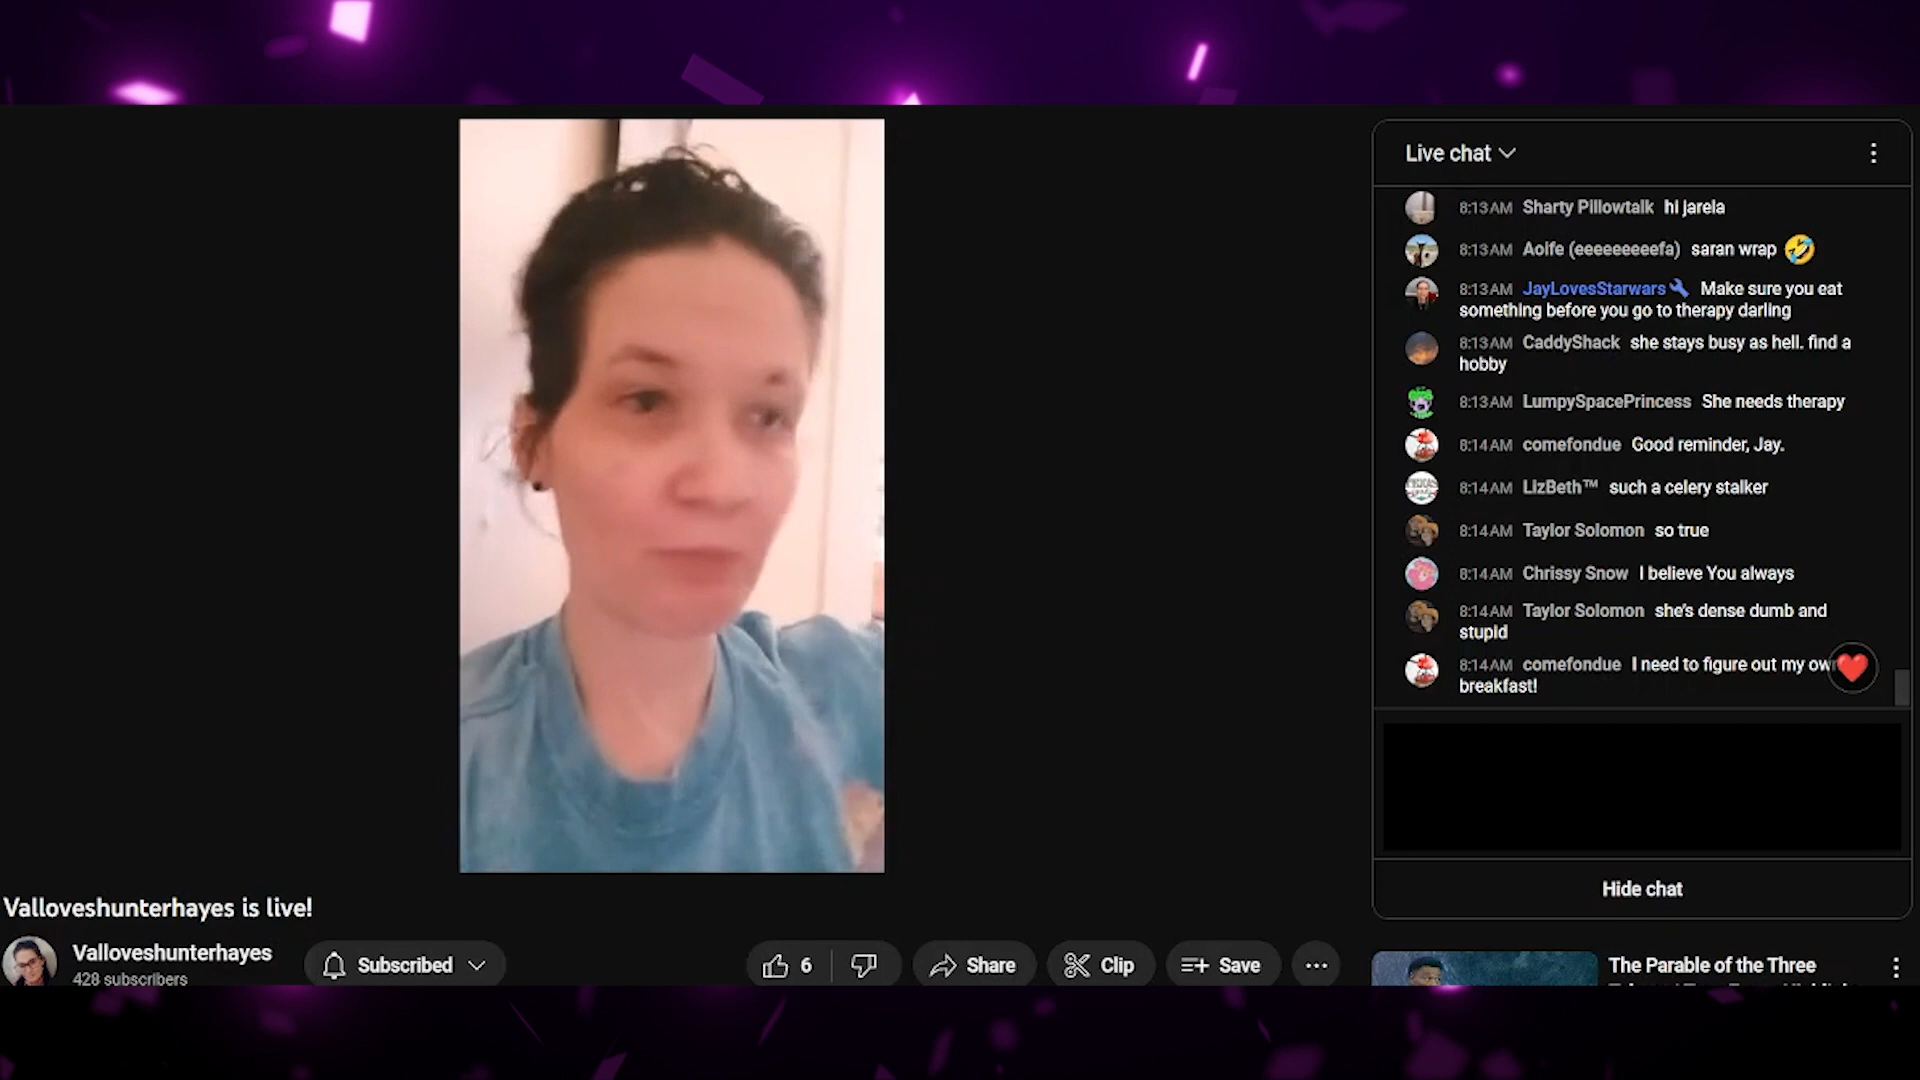 Live chat
8:13 AM Sharty Pillowtalk hi jarela
8:13 AM Aoife (eeeeeeeeefa) saran wrap 🤣
8:13 AM JayLovesStarwars Make sure you eat
something before you go to therapy darling
8:13 AM CaddyShack she stays busy as hell. find a
hobby
8:13 AM LumpySpacePrincess She needs therapy
8:14 AM comefondue Good reminder, Jay.
8:14 AM LizBeth™ such a celery stalker
8:14 AM Taylor Solomon so true
8:14 AM Chrissy Snow I believe You always
8:14 AM Taylor Solomon she's dense dumb and
stupid
8:14 AM comefondue I need to figure out my
breakfast!
Hide chat
Valloveshunterhayes is live!
Valloveshunterhayes
428 subscribers
Subscribed
6
Share
Clip
Save
The Parable of the Three